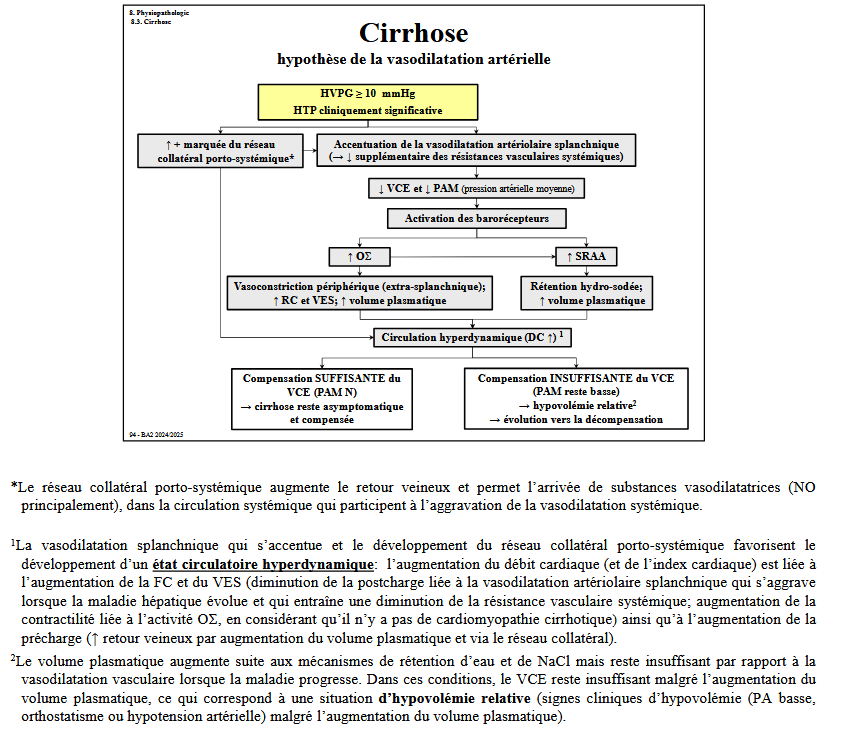 8. Physiopathologie
8.3. Cirrhose
Cirrhose
hypothèse de la vasodilatation artérielle
HVPG ≥ 10 mmHg
HTP cliniquement significative
↑ + marquée du réseau
collatéral porto-systémique*
Accentuation de la vasodilatation artériolaire splanchnique
(→ ↓ supplémentaire des résistances vasculaires systémiques)
↓ VCE et ↓ PAM (pression artérielle moyenne)
Activation des barorécepteurs
↑ OΣ
↑ SRAA
Vasoconstriction périphérique (extra-splanchnique);
↑ RC et VES; ↑ volume plasmatique
Rétention hydro-sodée;
↑ volume plasmatique
Circulation hyperdynamique (DC ↑) 1
Compensation SUFFISANTE du
VCE (PAM N)
→ cirrhose reste asymptomatique
et compensée
Compensation INSUFFISANTE du VCE
(PAM reste basse)
→ hypovolémie relative2
→ évolution vers la décompensation
94 - BA2 2024/2025
*Le réseau collatéral porto-systémique augmente le retour veineux et permet l'arrivée de substances vasodilatatrices (NO
principalement), dans la circulation systémique qui participent à l'aggravation de la vasodilatation systémique.
1La vasodilatation splanchnique qui s'accentue et le développement du réseau collatéral porto-systémique favorisent le
développement d'un état circulatoire hyperdynamique: l'augmentation du débit cardiaque (et de l'index cardiaque) est liée à
l'augmentation de la FC et du VES (diminution de la postcharge liée à la vasodilatation artériolaire splanchnique qui s'aggrave
lorsque la maladie hépatique évolue et qui entraîne une diminution de la résistance vasculaire systémique; augmentation de la
contractilité liée à l'activité OΣ, en considérant qu'il n'y a pas de cardiomyopathie cirrhotique) ainsi qu'à l'augmentation de la
précharge (↑ retour veineux par augmentation du volume plasmatique et via le réseau collatéral).
2Le volume plasmatique augmente suite aux mécanismes de rétention d'eau et de NaCl mais reste insuffisant par rapport à la
vasodilatation vasculaire lorsque la maladie progresse. Dans ces conditions, le VCE reste insuffisant malgré l'augmentation du
volume plasmatique, ce qui correspond à une situation d'hypovolémie relative (signes cliniques d'hypovolémie (PA basse,
orthostatisme ou hypotension artérielle) malgré l'augmentation du volume plasmatique).